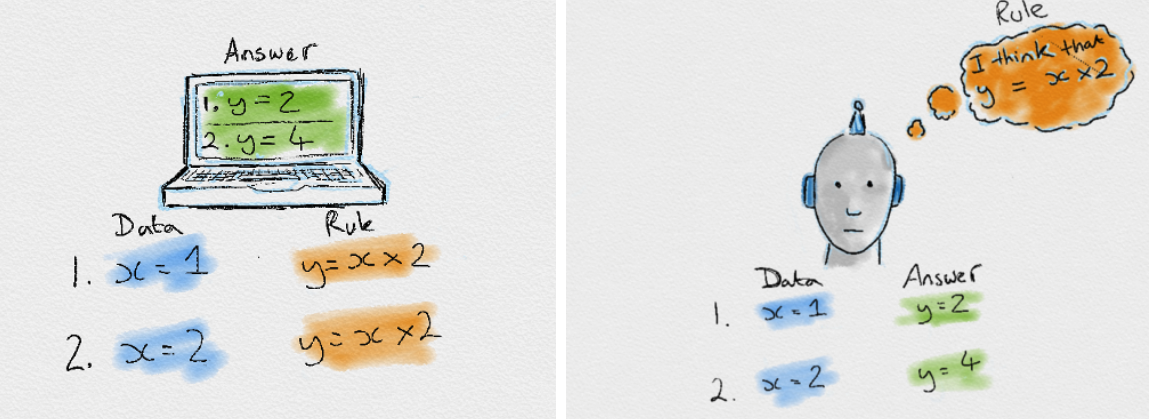 Answer
1. y = 2
2. y = 4
Data Rule
1. x = 1 y = x × 2
2. x = 2 y = x × 2
Rule
I think that
y = x × 2
Data Answer
1. x = 1 y = 2
2. x = 2 y = 4